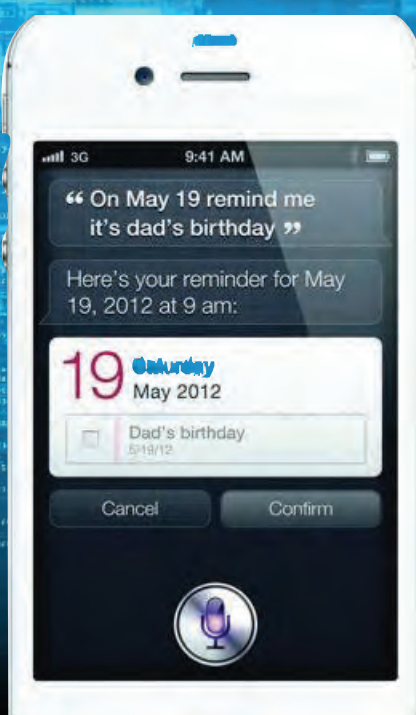 3G 9:41 AM
“ On May 19 remind me
it's dad's birthday ”
Here's your reminder for May
19, 2012 at 9 am:
19
May 2012
Dad's birthday
5/19/12
Cancel Confirm